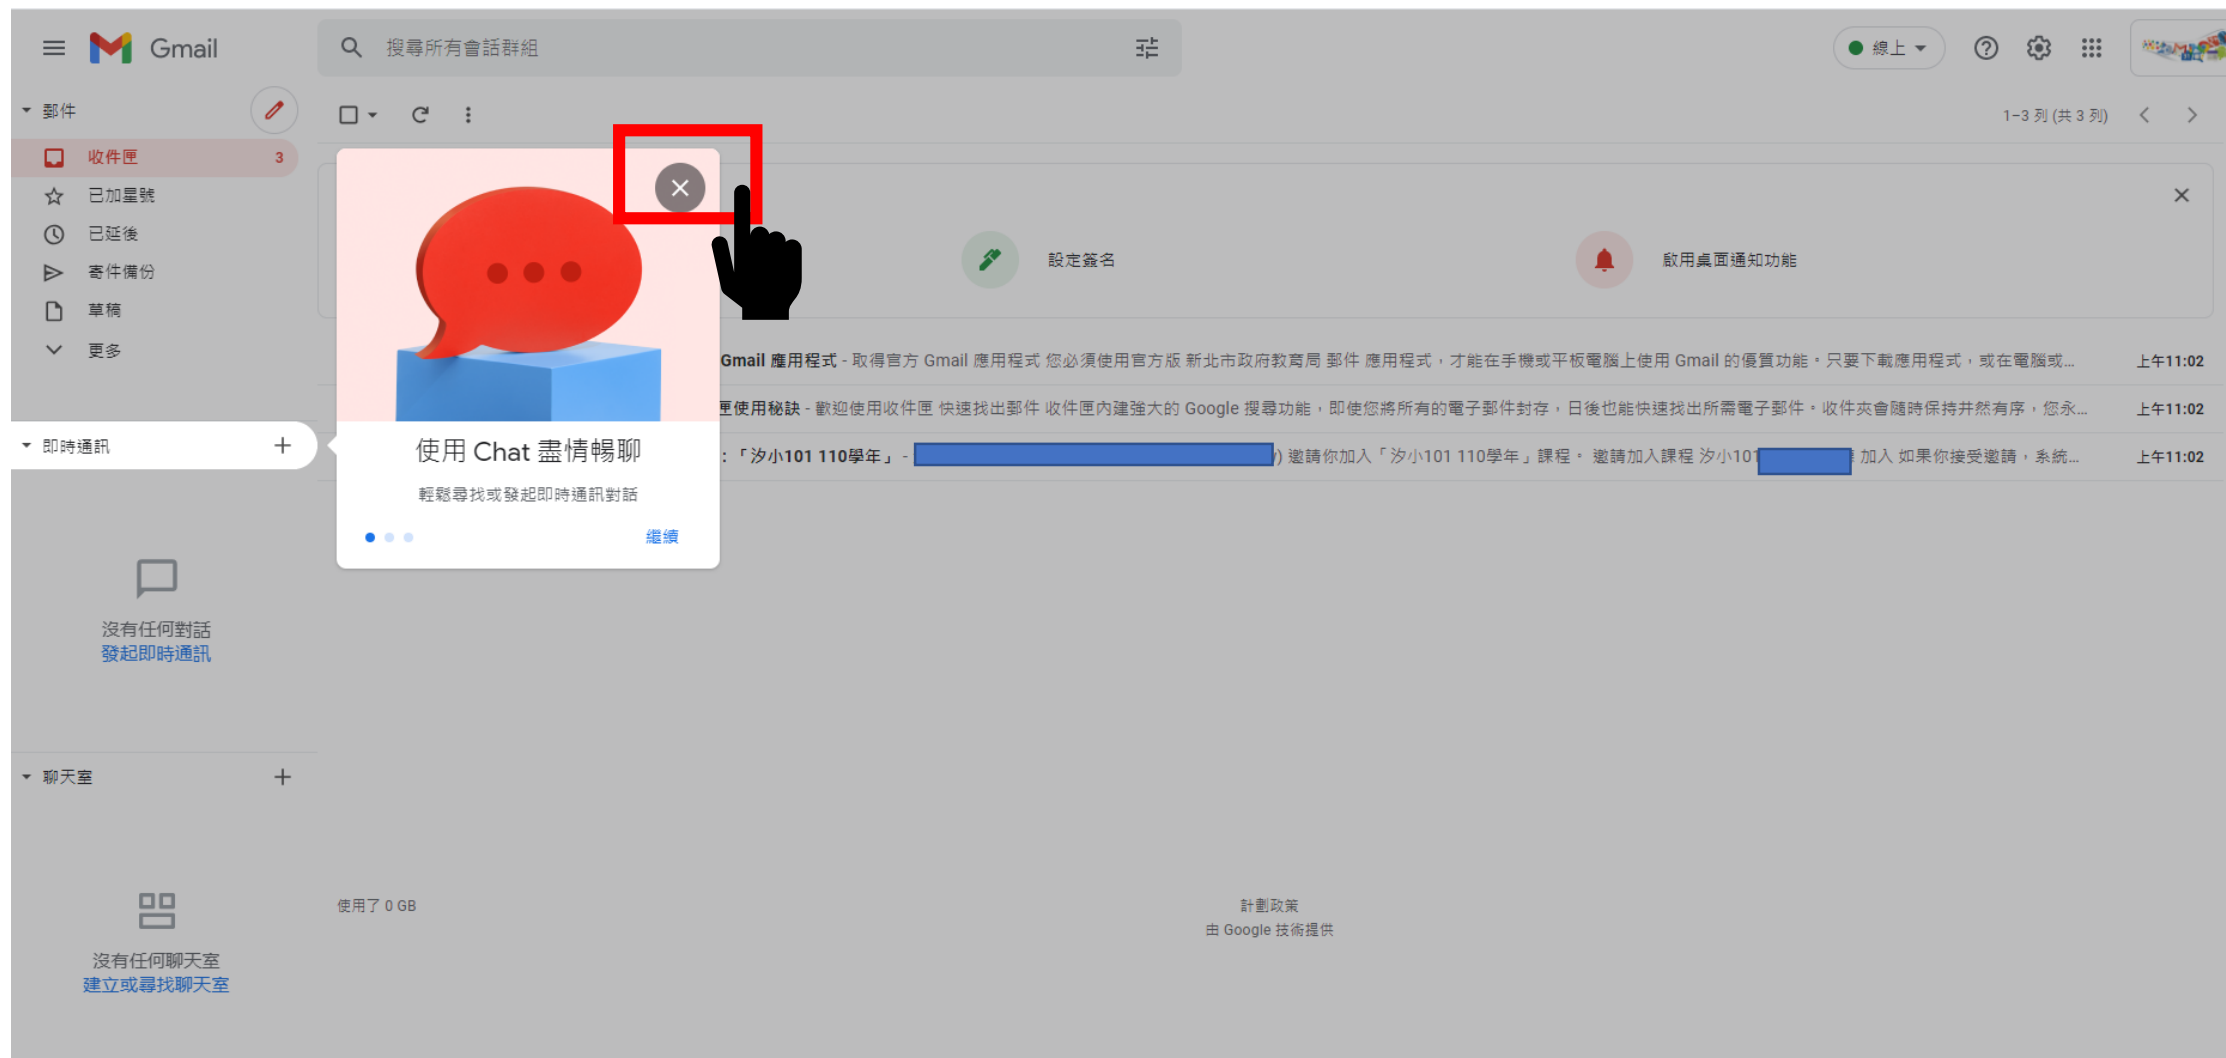 Gmail
搜尋所有會話群組
線上
郵件
1-3 列 (共 3 列)
收件匣 3
已加星號
已延後
寄件備份
草稿
更多
設定簽名
啟用桌面通知功能
Gmail 應用程式 - 取得官方 Gmail 應用程式 您必須使用官方版 新北市政府教育局 郵件 應用程式，才能在手機或平板電腦上使用 Gmail 的優質功能。只要下載應用程式，或在電腦或... 上午11:02
匣使用秘訣 - 歡迎使用收件匣 快速找出郵件 收件匣內建強大的 Google 搜尋功能，即使您將所有的電子郵件封存，日後也能快速找出所需電子郵件。收件夾會隨時保持井然有序，您永... 上午11:02
：「汐小101 110學年」 - ) 邀請你加入「汐小101 110學年」課程。 邀請加入課程 汐小101 加入 如果你接受邀請，系統... 上午11:02
使用 Chat 盡情暢聊
輕鬆尋找或發起即時通訊對話
繼續
即時通訊
沒有任何對話
發起即時通訊
聊天室
沒有任何聊天室
建立或尋找聊天室
使用了 0 GB
計劃政策
由 Google 技術提供